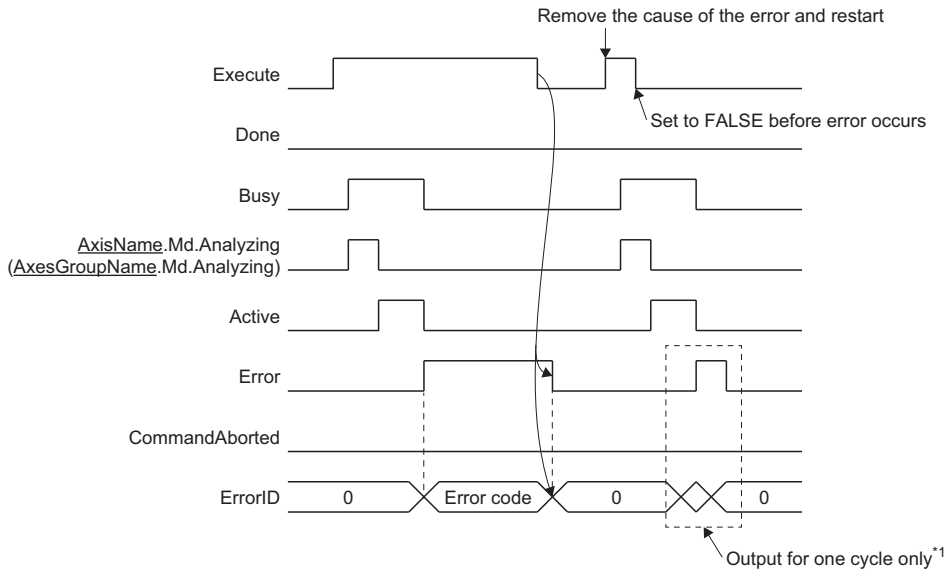 Remove the cause of the error and restart
Execute
Set to FALSE before error occurs
Done
Busy
AxisName.Md.Analyzing
(AxesGroupName.Md.Analyzing)
Active
Error
CommandAborted
ErrorID
0
Error code
0
0
Output for one cycle only*1